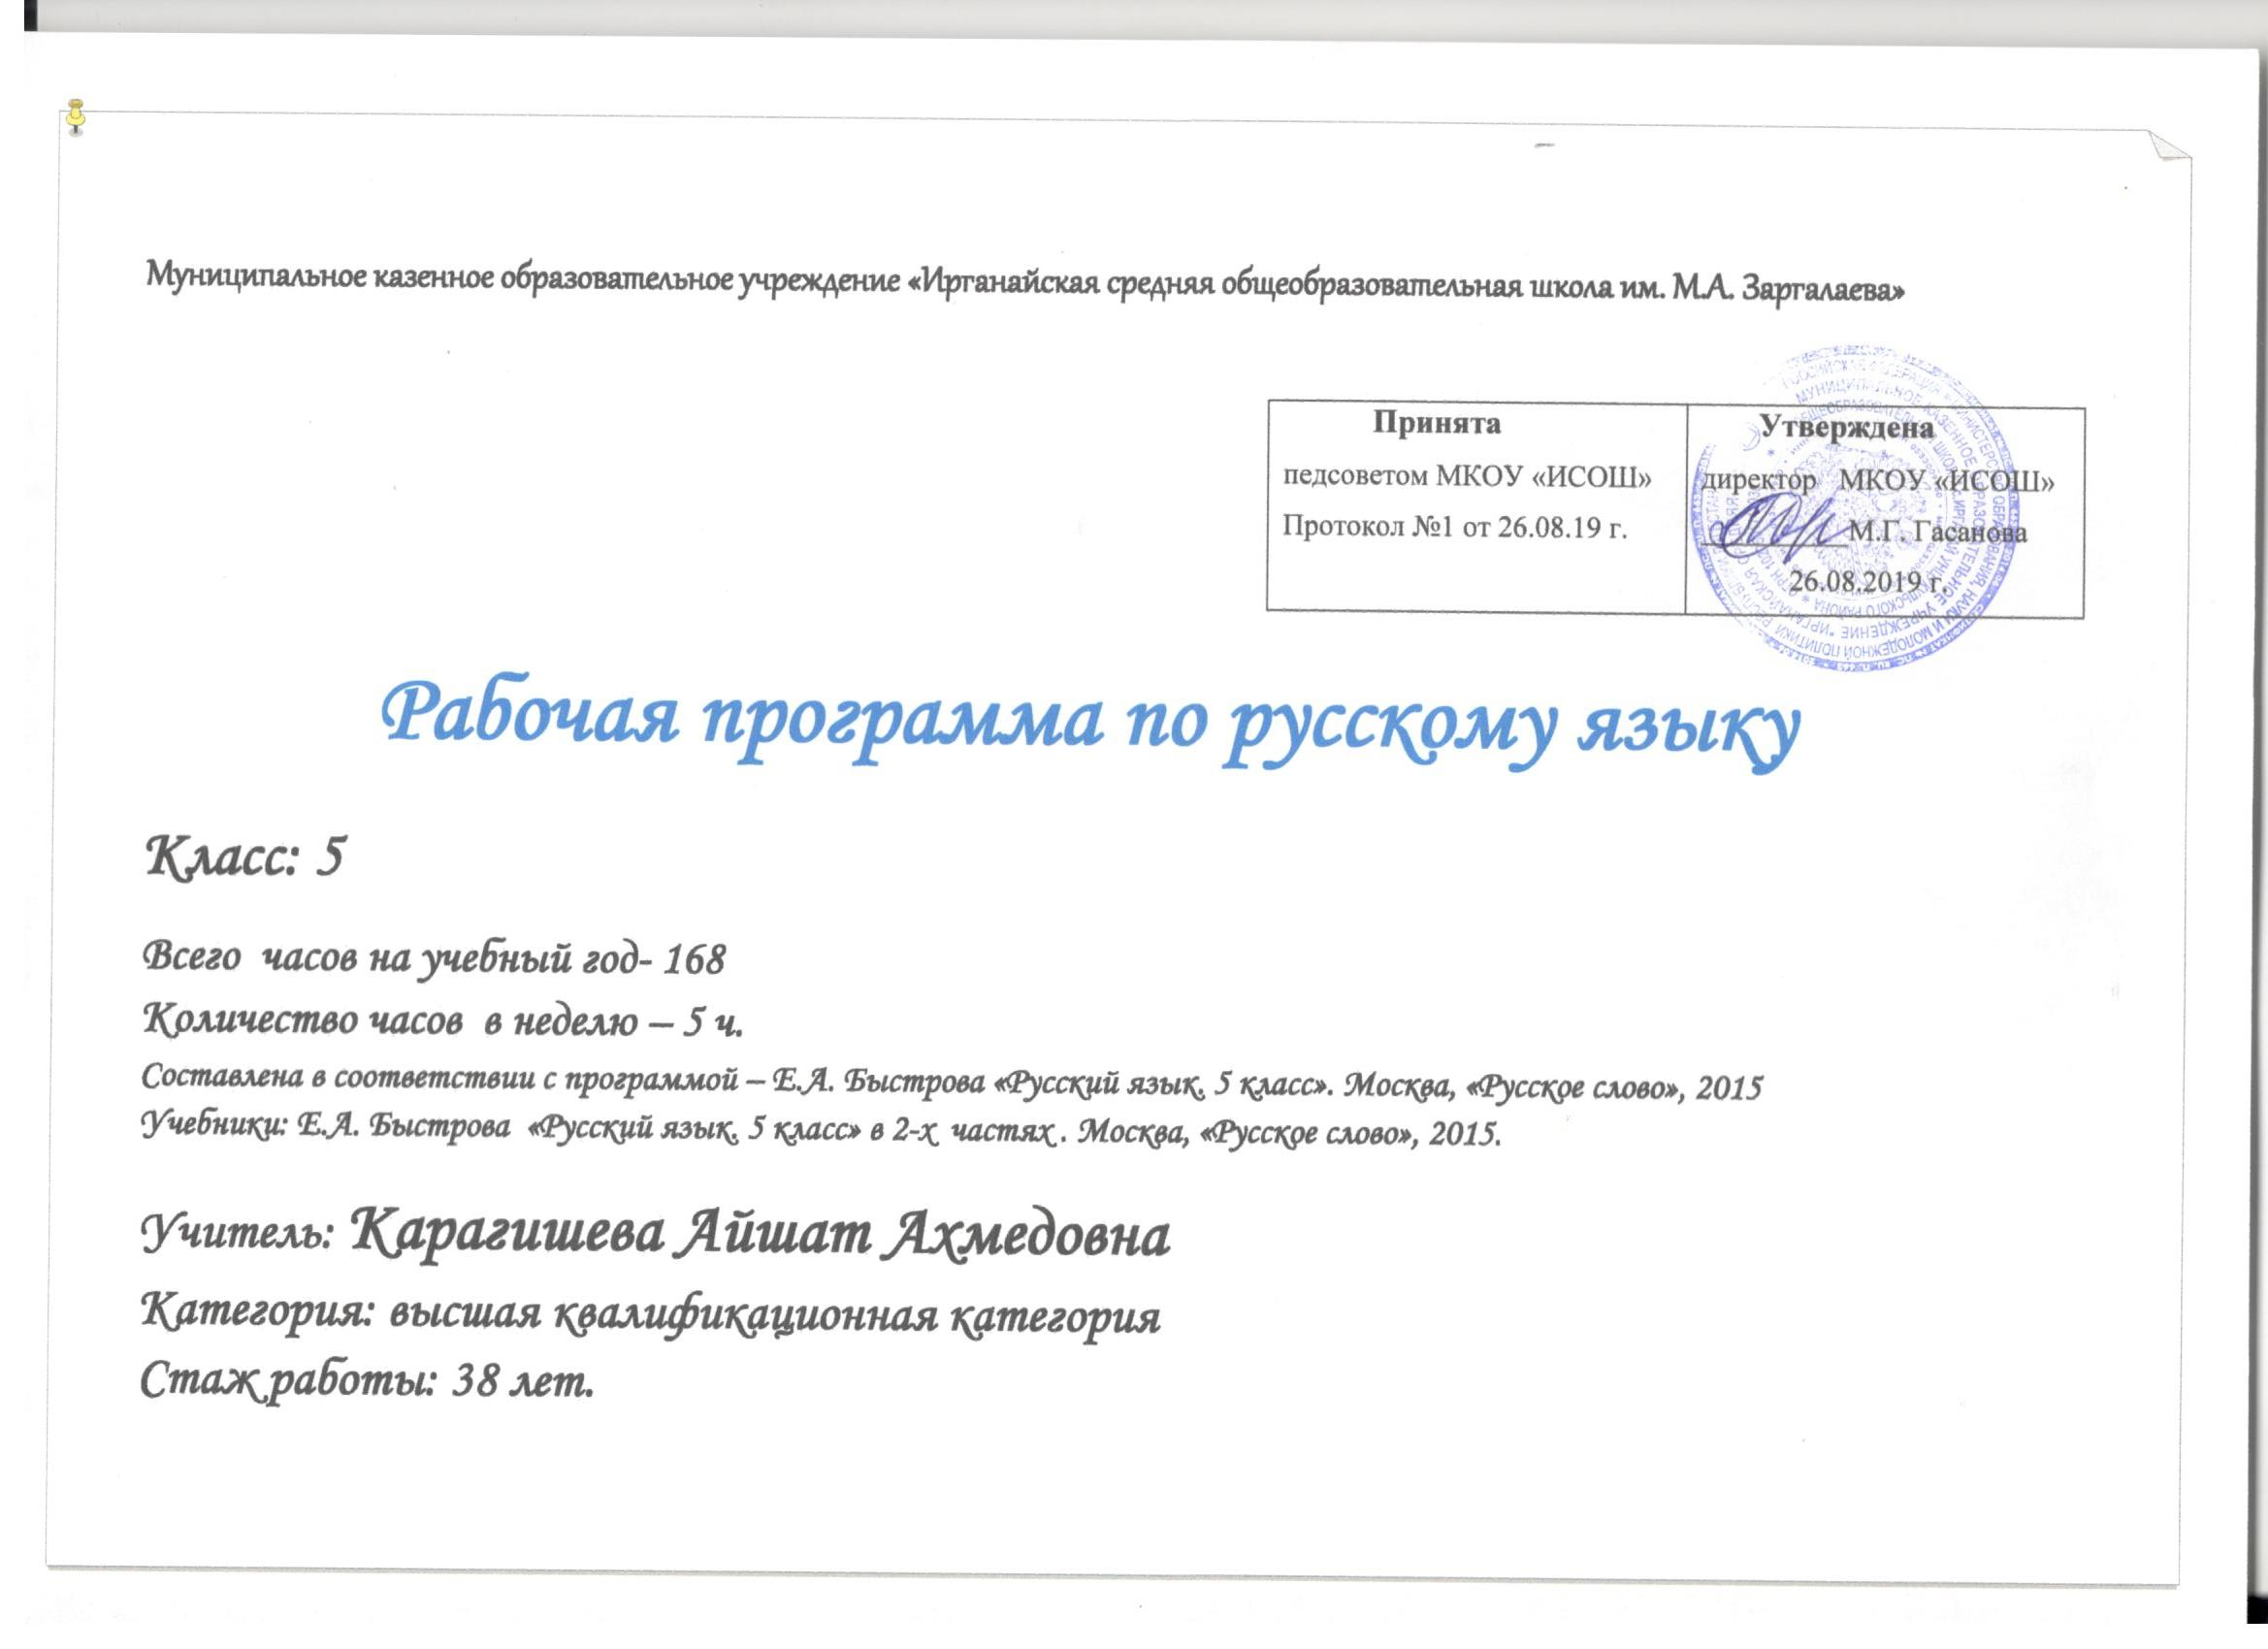 Муниципальное казенное образовательное учреждение «Ирганайская средняя общеобразовательная школа им. М.А. Заргалаева»
Принята
педсоветом МКОУ «ИСОШ»
Протокол №1 от 26.08.19 г.
Утверждена
директор МКОУ «ИСОШ»
М.Г. Гасанова
26.08.2019 г.
Рабочая программа по русскому языку
Класс: 5
Всего часов на учебный год- 168
Количество часов в неделю – 5 ч.
Составлена в соответствии с программой – Е.А. Быстрова «Русский язык, 5 класс». Москва, «Русское слово», 2015
Учебники: Е.А. Быстрова «Русский язык, 5 класс» в 2-х частях . Москва, «Русское слово», 2015.
Учитель: Карагишева Айшат Ахмедовна
Категория: высшая квалификационная категория
Стаж работы: 38 лет.